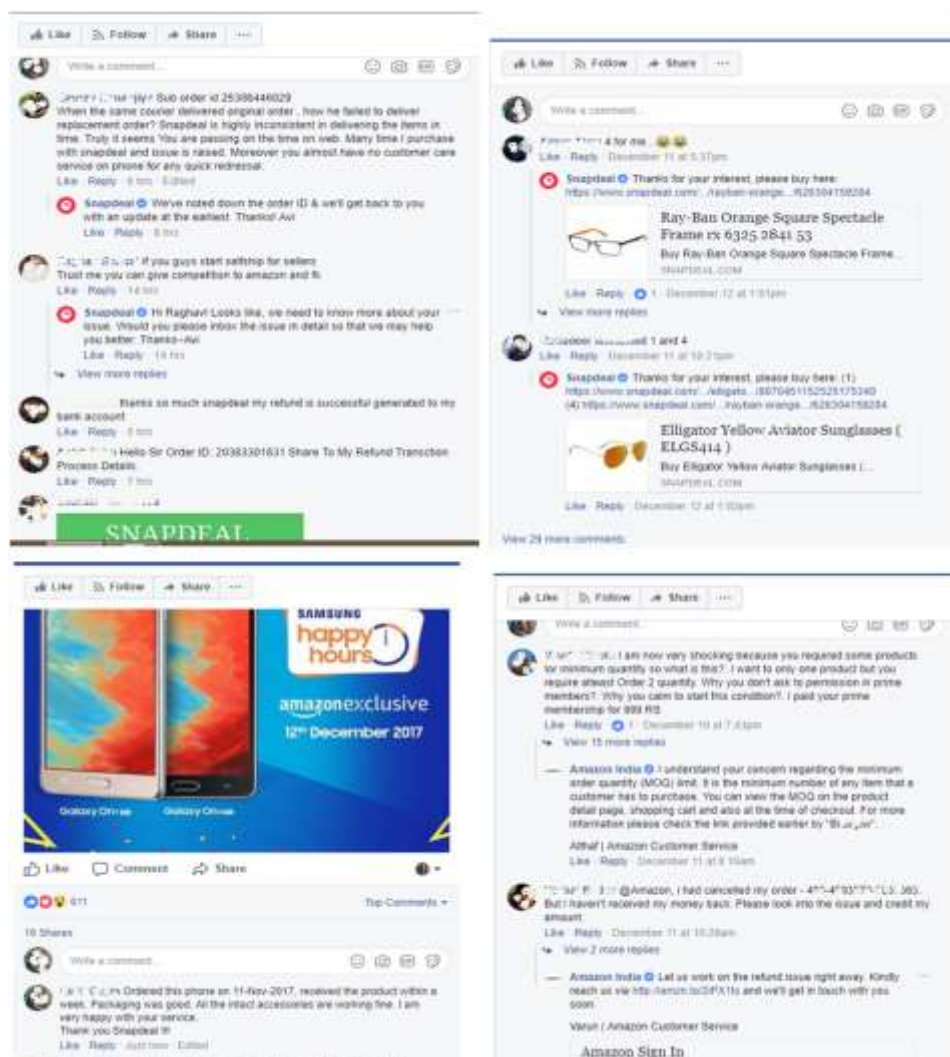 Like Follow Share ...
Write a comment...
Sub order id 25386446029
When the same courier delivered original order , how he failed to deliver
replacement order? Snapdeal is highly inconsistent in delivering the items in
time. Truly it seems You are passing on the time on web. Many time I purchase
with snapdeal and issue is raised. Moreover you almost have no customer care
service on phone for any quick redressal.
Like Reply 6 hrs Edited
Snapdeal We've noted down the order ID & we'll get back to you
with an update at the earliest. Thanks! Avi
Like Reply
if you guys start selfship for sellers
Trust me you can give competition to amazon and fk
Like Reply 14 hrs
Snapdeal Hi Raghav! Looks like, we need to know more about your
issue. Would you please inbox the issue in detail so that we may help
you better. Thanks~Avi
Like Reply 14 hrs
View more replies
thanks so much snapdeal my refund is successful generated to my
bank account
Like Reply
Hello Sir Order ID: 20383301631 Share To My Refund Transction
Process Details
Like Reply 7 hrs
SNAPDEAL
Like Follow Share ...
Write a comment...
4 for me
Like Reply December 11 at 5:37pm
Snapdeal Thanks for your interest, please buy here:
Ray-Ban Orange Square Spectacle
Frame rx 6325 2841 53
Buy Ray-Ban Orange Square Spectacle Frame...
SNAPDEAL.COM
Like Reply 1 December 12 at 1:01pm
View more replies
1 and 4
Like Reply December 11 at
Snapdeal Thanks for your interest, please buy here: (1)
Elligator Yellow Aviator Sunglasses (
ELGS414 )
Buy Elligator Yellow Aviator Sunglasses (...
SNAPDEAL.COM
Like Reply December 12 at
View 29 more comments
Like Follow Share ...
SAMSUNG
happy
hours
amazonexclusive
12th December 2017
Galaxy Galaxy
Like Comment Share
611 Top Comments
18 Shares
Write a comment...
Ordered this phone on 11-Nov-2017, received the product within a
week. Packaging was good. All the intact accessories are working fine. I am
very happy with your service.
Thank you Snapdeal !!!
Like Reply Just now Edited
Like Follow Share ...
Write a comment...
I am now very shocking because you required some products
for minimum quantity so what is this? .I want to only one product but you
require atleast Order 2 quantity. Why you don't ask to permission in prime
members?. Why you calm to start this condition?. I paid your prime
membership for 999 RS
Like Reply 1 December 10 at 7:43pm
View 15 more replies
Amazon India I understand your concern regarding the minimum
order quantity (MOQ) limit. It is the minimum number of any item that a
customer has to purchase. You can view the MOQ on the product
detail page, shopping cart and also at the time of checkout. For more
information please check the link provided earlier by
Althaf | Amazon Customer Service
Like Reply December 11 at
@Amazon, I had cancelled my order -
But I haven't received my money back. Please look into the issue and credit my
amount
Like Reply December 11 at
View 2 more replies
Amazon India Let us work on the refund issue right away. Kindly
reach us via and we'll get in touch with you
soon.
Varun / Amazon Customer Service
Amazon Sign In